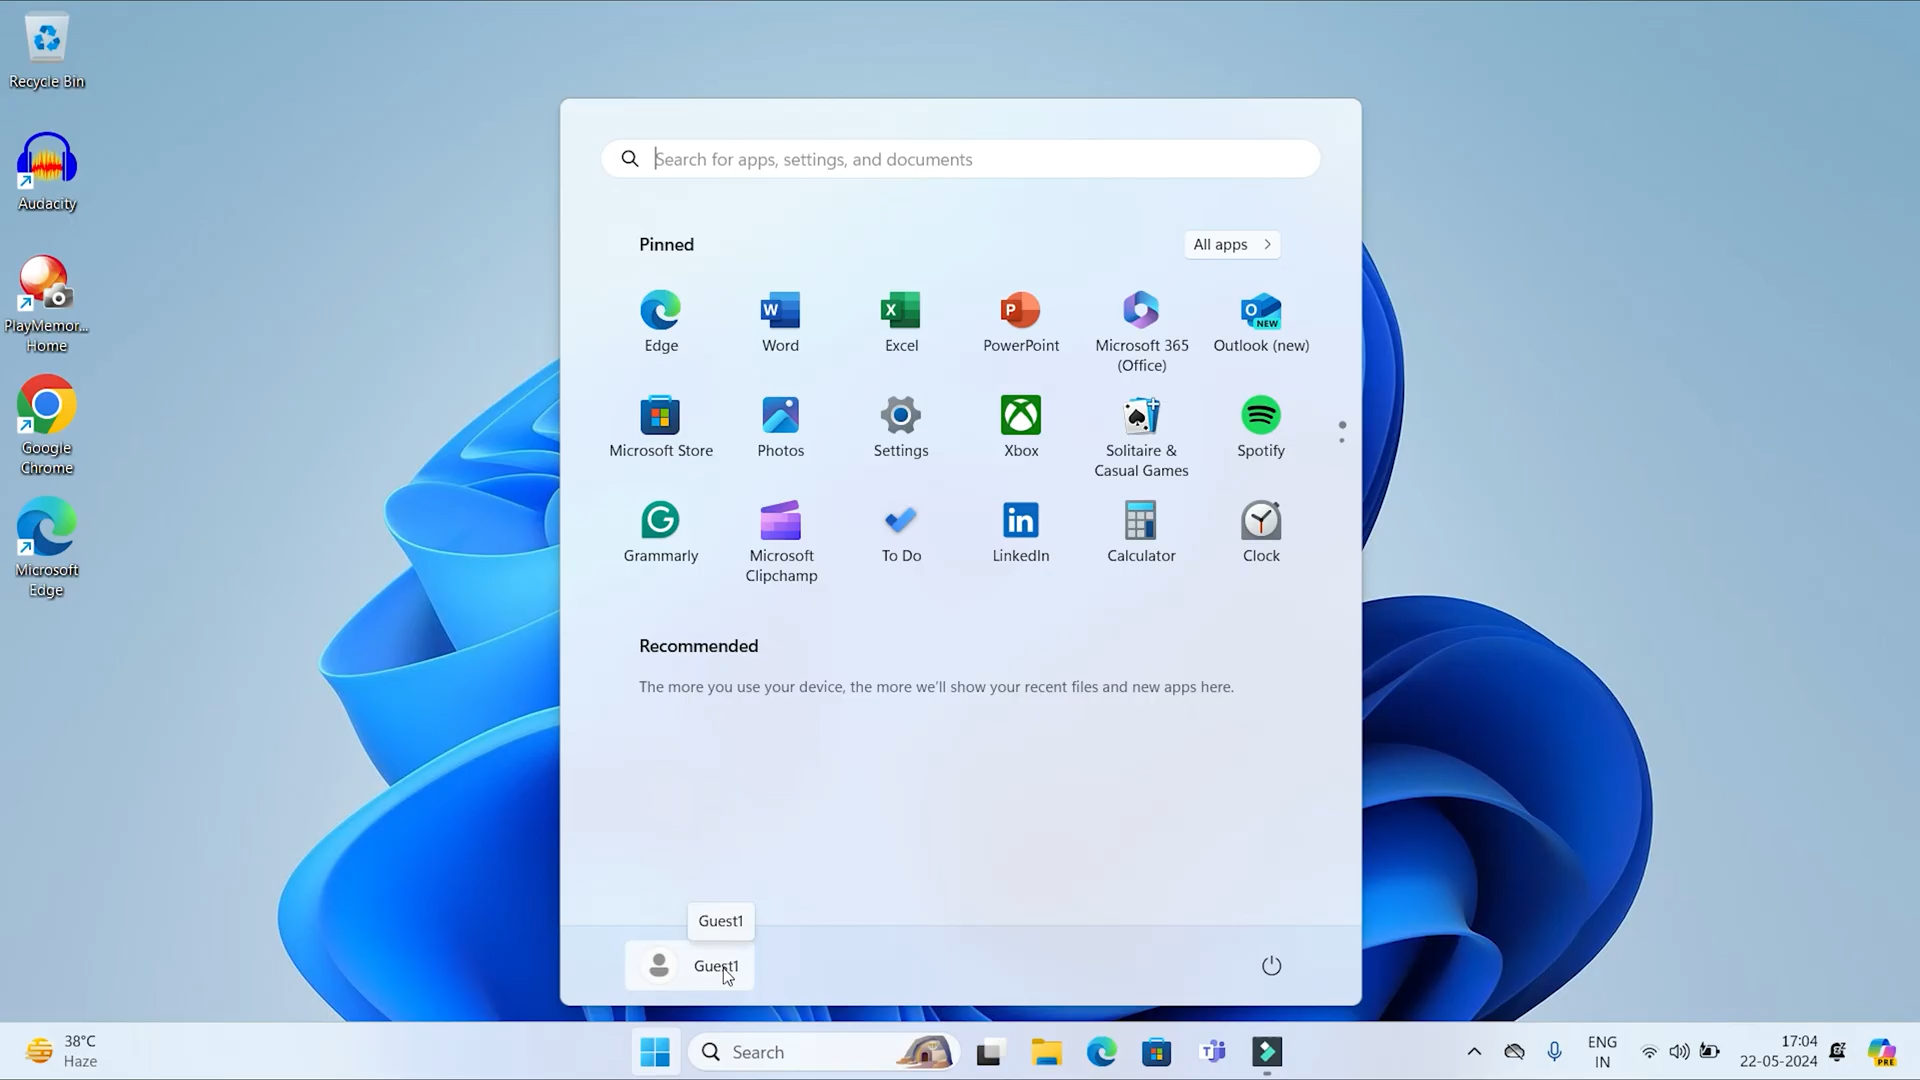 Recycle Bin
Audacity
PlayMemor...
Home
Google
Chrome
Microsoft
Edge
Search for apps, settings, and documents
Pinned
All apps
Edge
Word
Excel
PowerPoint
Microsoft 365
(Office)
Outlook (new)
Microsoft Store
Photos
Settings
Xbox
Solitaire &
Casual Games
Spotify
Grammarly
Microsoft
Clipchamp
To Do
LinkedIn
Calculator
Clock
Recommended
The more you use your device, the more we'll show your recent files and new apps here.
Guest1
Guest1
38°C
Haze
Search
ENG
IN
17:04
22-05-2024